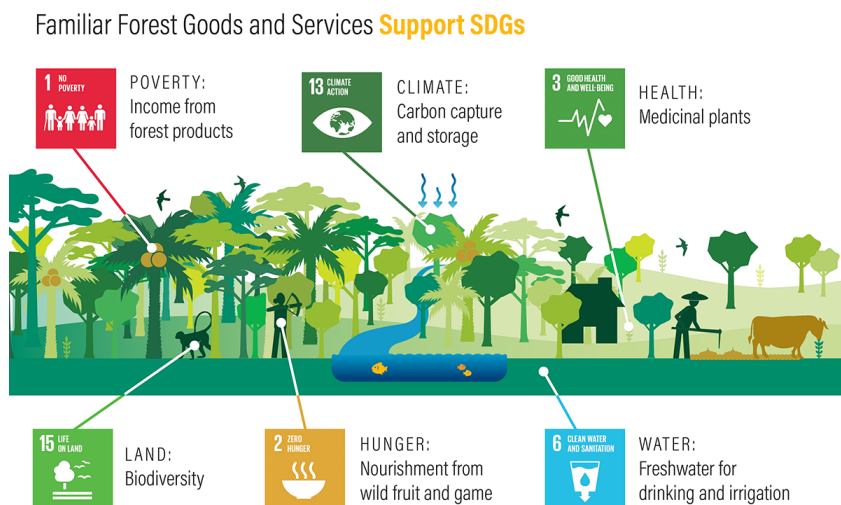 Familiar Forest Goods and Services Support SDGs
1 NO
POVERTY
POVERTY:
Income from
forest products
13 CLIMATE
ACTION
CLIMATE:
Carbon capture
and storage
3 GOOD HEALTH
AND WELL-BEING
HEALTH:
Medicinal plants
15 LIFE
ON LAND
LAND:
Biodiversity
2 ZERO
HUNGER
HUNGER:
Nourishment from
wild fruit and game
6 CLEAN WATER
AND SANITATION
WATER:
Freshwater for
drinking and irrigation